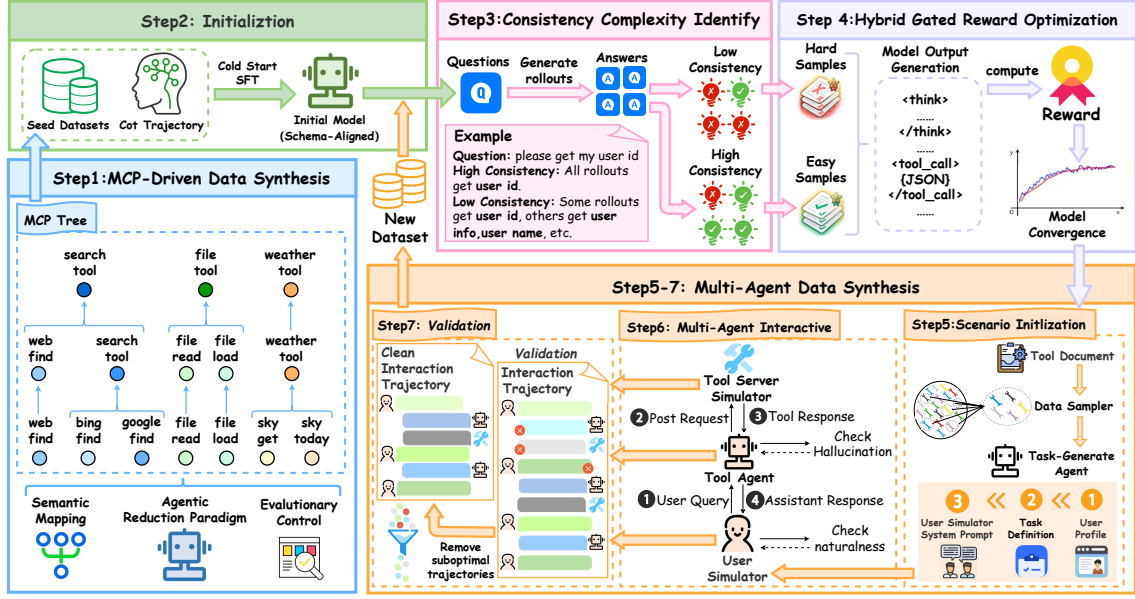 Step2: Initializtion
Seed Datasets
Cot Trajectory
Cold Start
SFT
Initial Model
(Schema-Aligned)
Step3:Consistency Complexity Identify
Questions
Q
Generate
rollouts
Answers
A A
A A
Low
Consistency
High
Consistency
Example
Question: please get my user id
High Consistency: All rollouts
get user id.
Low Consistency: Some rollouts
get user id, others get user
info,user name, etc.
Step 4:Hybrid Gated Reward Optimization
Hard
Samples
Easy
Samples
Model Output
Generation
<think>
......
</think>
......
<tool_call>
{JSON}
</tool_call>
......
compute
Reward
y
O
x
Model
Convergence
Step1:MCP-Driven Data Synthesis
MCP Tree
search
tool
file
tool
weather
tool
web
find
search
tool
file
read
file
load
weather
tool
web
find
bing
find
google
find
file
read
file
load
sky
get
sky
today
Semantic
Mapping
Agentic
Reduction Paradigm
Evalutionary
Control
New
Dataset
Step5-7: Multi-Agent Data Synthesis
Step7: Validation
Clean
Interaction
Trajectory
Validation
Interaction
Trajectory
Remove
suboptimal
trajectories
Step6: Multi-Agent Interactive
Tool Server
Simulator
2 Post Request
3 Tool Response
Check
Hallucination
Tool Agent
1 User Query
4 Assistant Response
Check
naturalness
User
Simulator
Step5:Scenario Initlization
Tool Document
Data Sampler
Task-Generate
Agent
3 << 2 << 1
User Simulator
System Prompt
Task
Definition
User
Profile